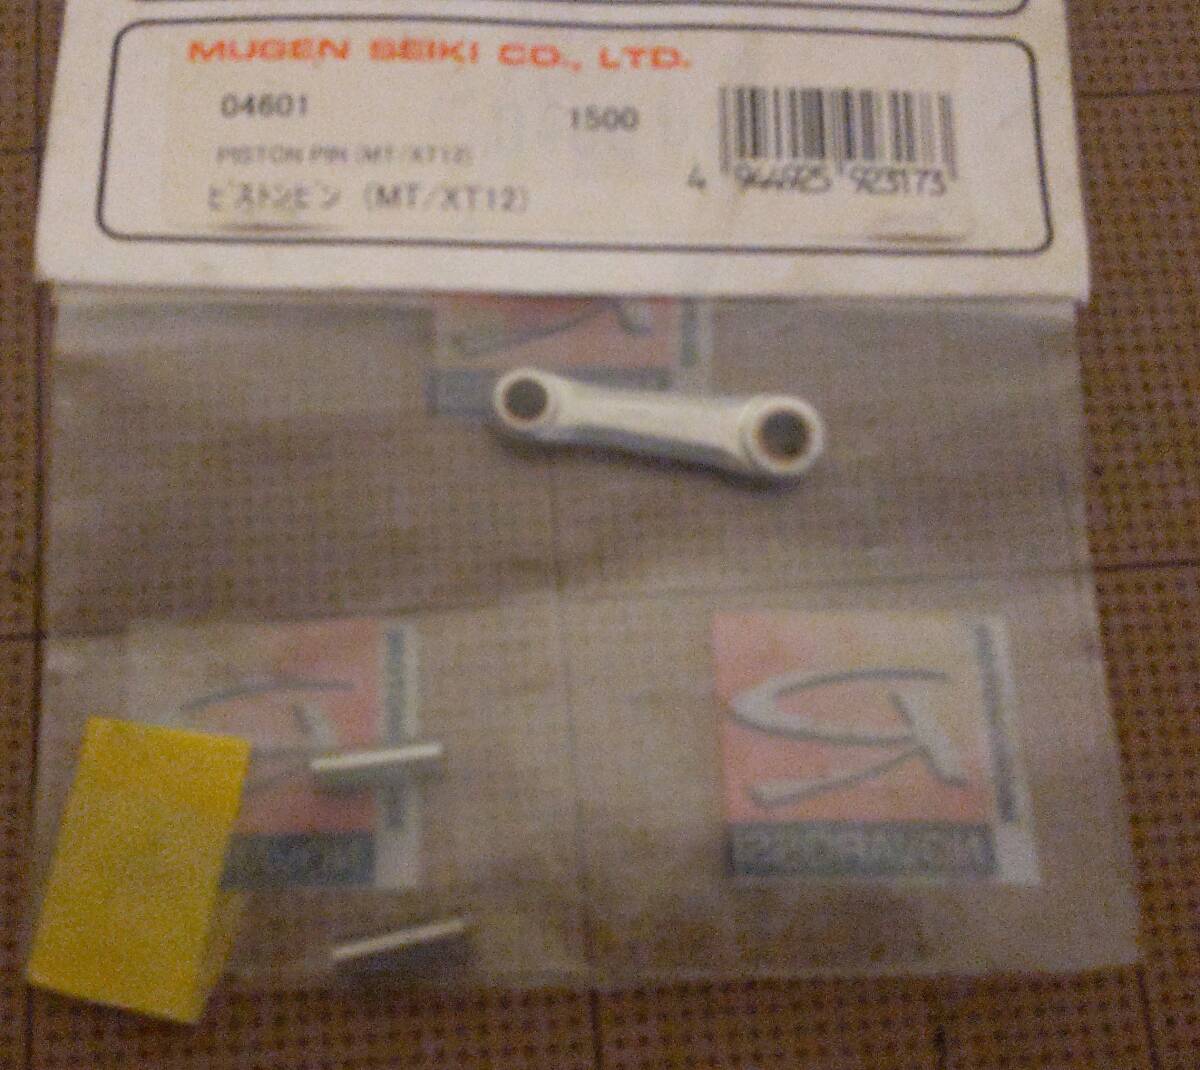 MUGEN SEIKI CO., LTD.
04601 1500
PISTON PIN (MT/XT12)
ピストンピン (MT/XT12)
4 944925 923173